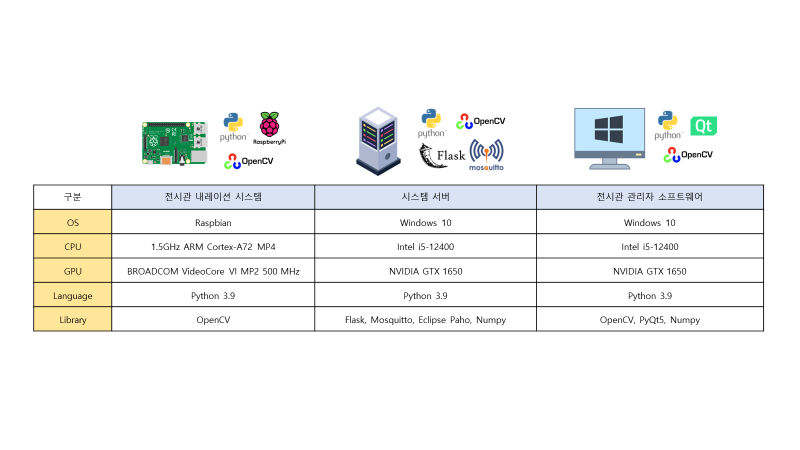 python
RaspberryPi
OpenCV
python
OpenCV
Flask
mosquitto
python
Qt
OpenCV
구분 전시관 내레이션 시스템 시스템 서버 전시관 관리자 소프트웨어
OS Raspbian Windows 10 Windows 10
CPU 1.5GHz ARM Cortex-A72 MP4 Intel i5-12400 Intel i5-12400
GPU BROADCOM VideoCore VI MP2 500 MHz NVIDIA GTX 1650 NVIDIA GTX 1650
Language Python 3.9 Python 3.9 Python 3.9
Library OpenCV Flask, Mosquitto, Eclipse Paho, Numpy OpenCV, PyQt5, Numpy